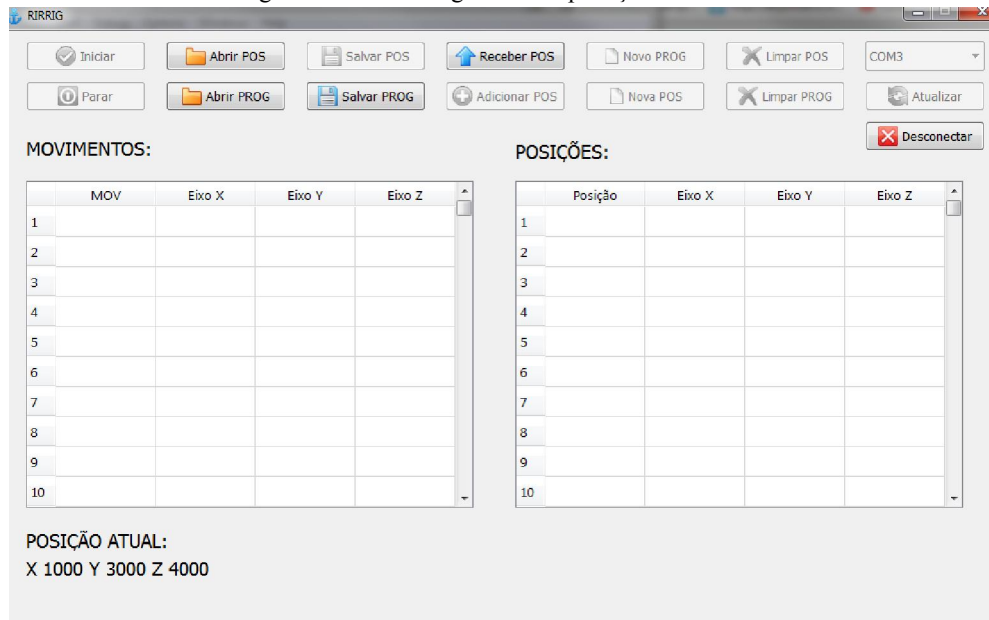 RIRRIG
Iniciar Abrir POS Salvar POS Receber POS Novo PROG Limpar POS COM3
Parar Abrir PROG Salvar PROG Adicionar POS Nova POS Limpar PROG Atualizar
Desconectar
MOVIMENTOS:
POSIÇÕES:
MOV Eixo X Eixo Y Eixo Z
Posição Eixo X Eixo Y Eixo Z
1 1
2 2
3 3
4 4
5 5
6 6
7 7
8 8
9 9
10 10
POSIÇÃO ATUAL:
X 1000 Y 3000 Z 4000